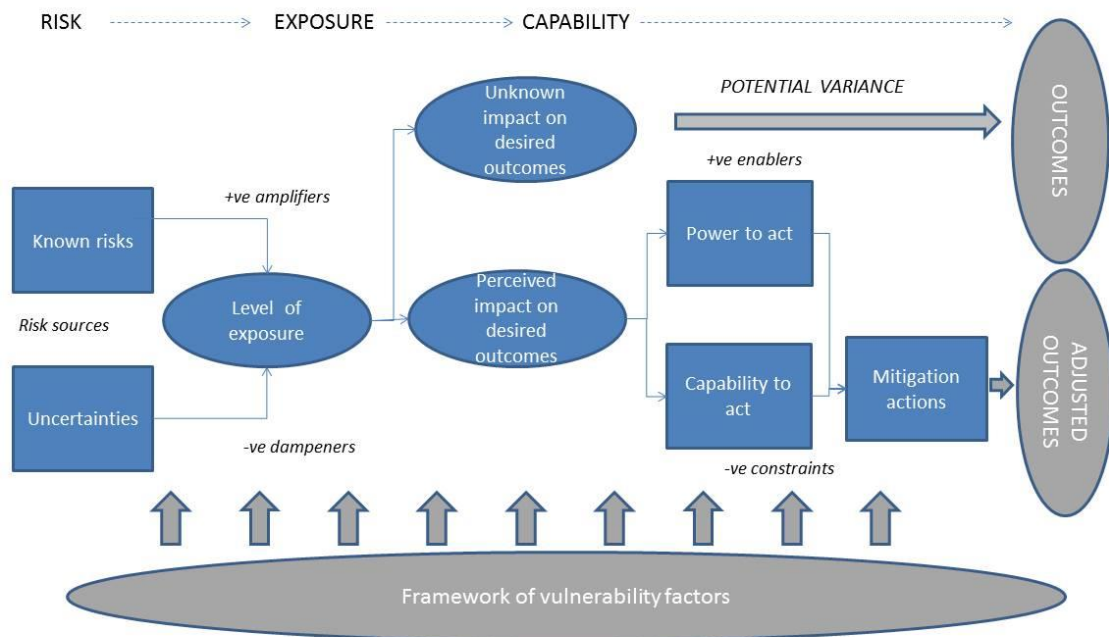 RISK
EXPOSURE
CAPABILITY
OUTCOMES
Unknown
impact on
desired
outcomes
POTENTIAL VARIANCE
+ve enablers
+ve amplifiers
Known risks
Power to act
Level of
exposure
Perceived
impact on
desired
outcomes
Risk sources
Uncertainties
Capability to
act
Mitigation
actions
ADJUSTED
OUTCOMES
-ve dampeners
-ve constraints
Framework of vulnerability factors